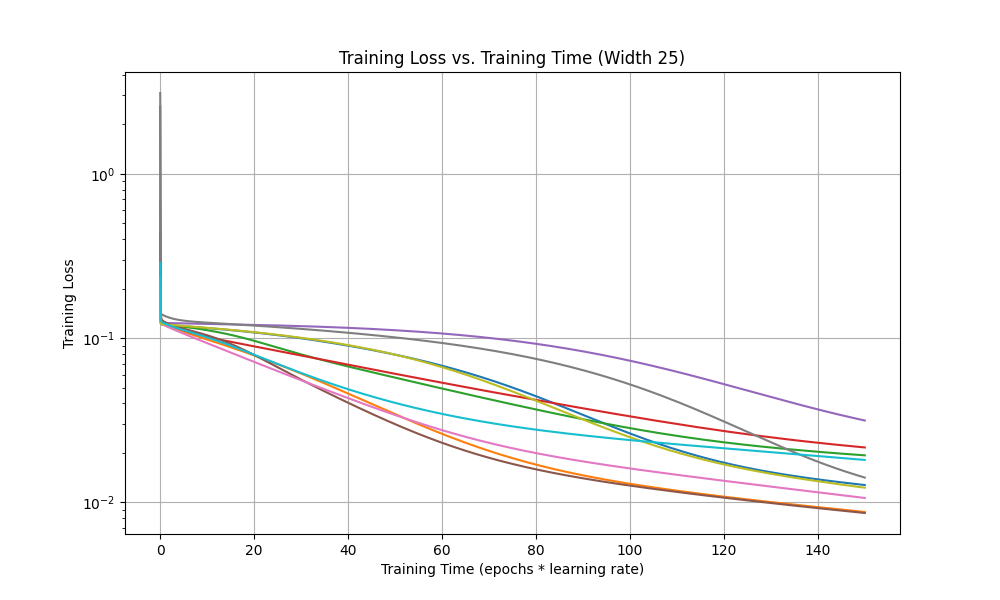 Training Loss vs. Training Time (Width 25)
Training Loss
10⁰
10⁻¹
10⁻²
0 20 40 60 80 100 120 140
Training Time (epochs * learning rate)